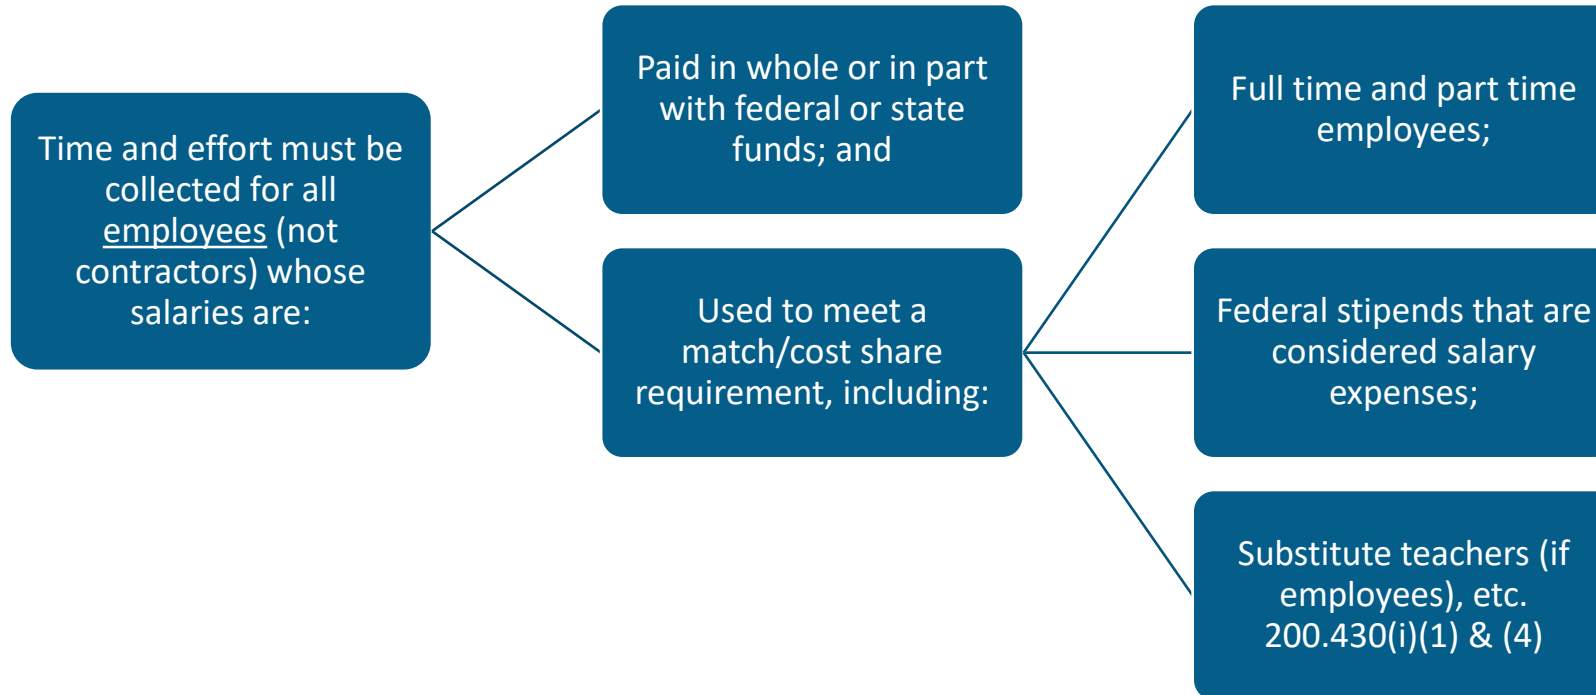 Time and effort must be
collected for all
employees (not
contractors) whose
salaries are:
Paid in whole or in part
with federal or state
funds; and
Used to meet a
match/cost share
requirement, including:
Full time and part time
employees;
Federal stipends that are
considered salary
expenses;
Substitute teachers (if
employees), etc.
200.430(i)(1) & (4)